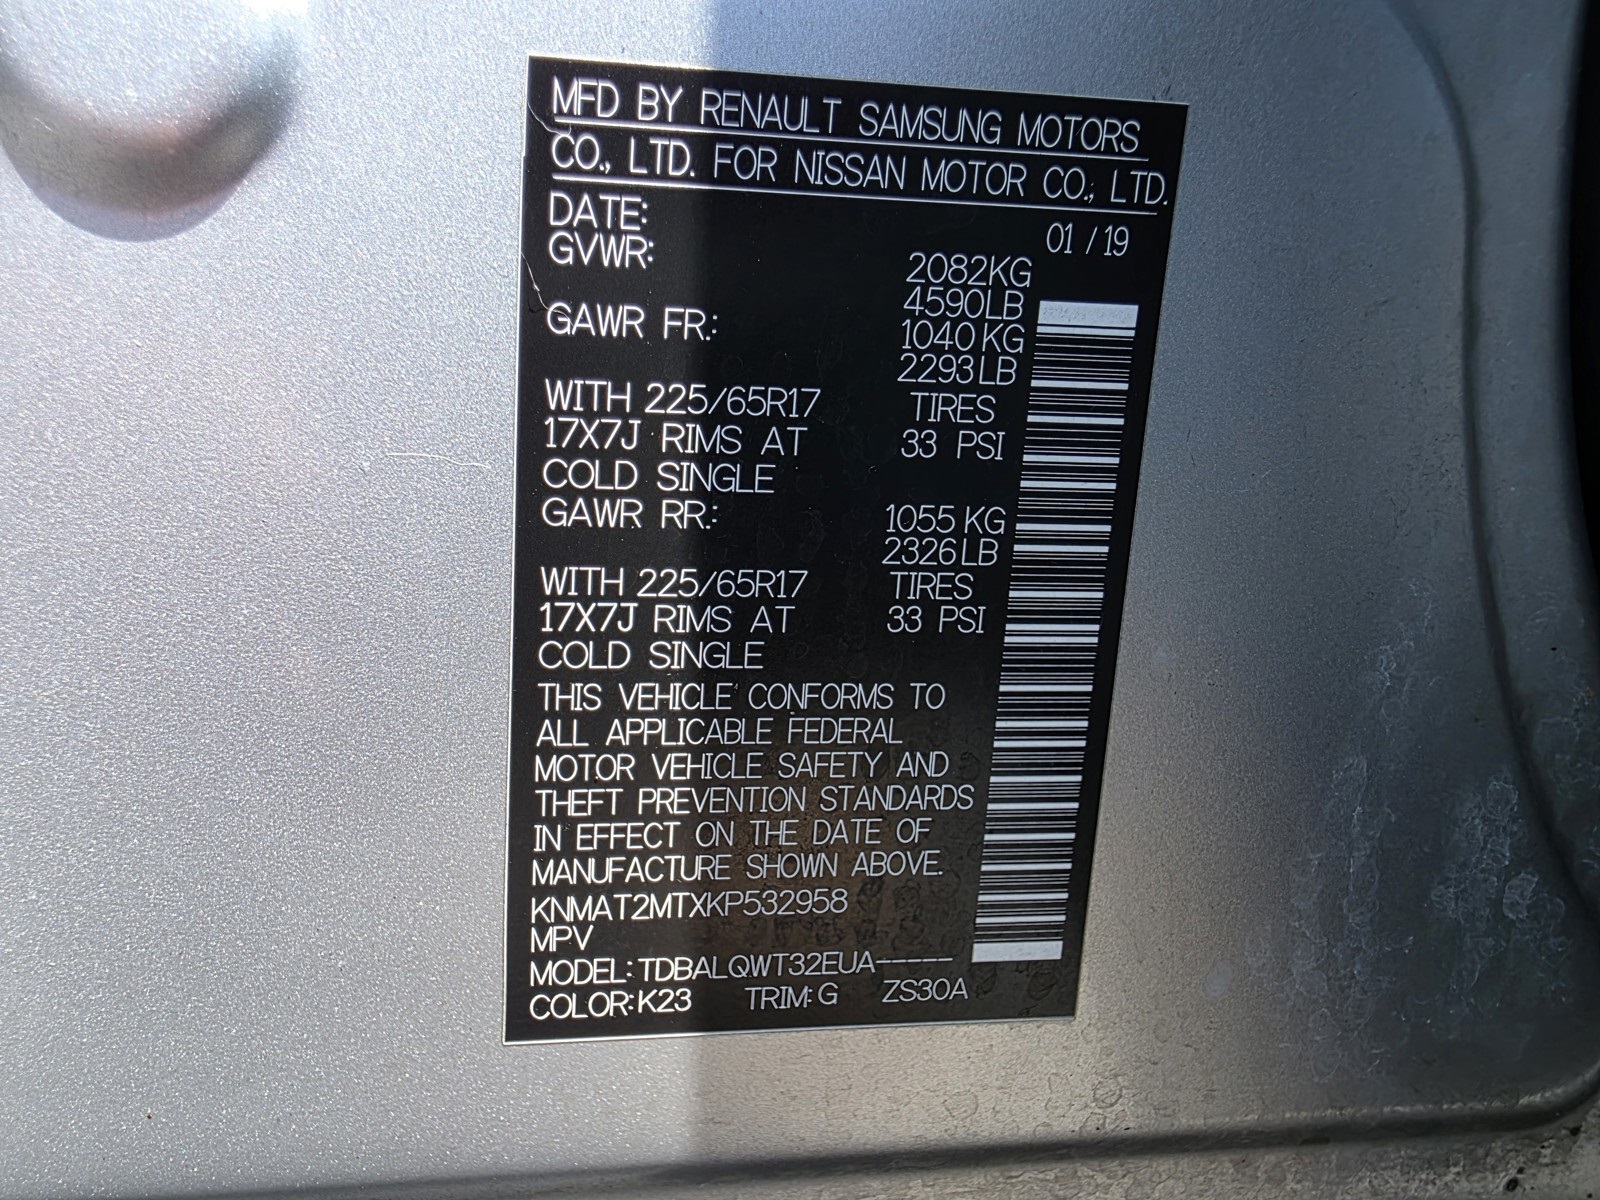 MFD BY RENAULT SAMSUNG MOTORS
CO., LTD. FOR NISSAN MOTOR CO., LTD.
DATE: 01 / 19
GVWR: 2082KG
4590LB
GAWR FR.: 1040 KG
2293 LB
WITH 225/65R17 TIRES
17X7J RIMS AT 33 PSI
COLD SINGLE
GAWR RR.: 1055 KG
2326 LB
WITH 225/65R17 TIRES
17X7J RIMS AT 33 PSI
COLD SINGLE
THIS VEHICLE CONFORMS TO
ALL APPLICABLE FEDERAL
MOTOR VEHICLE SAFETY AND
THEFT PREVENTION STANDARDS
IN EFFECT ON THE DATE OF
MANUFACTURE SHOWN ABOVE.
KNMAT2MTXKP532958
MPV
MODEL: TDBALQWT32EUA-----
COLOR: K23 TRIM: G ZS30A